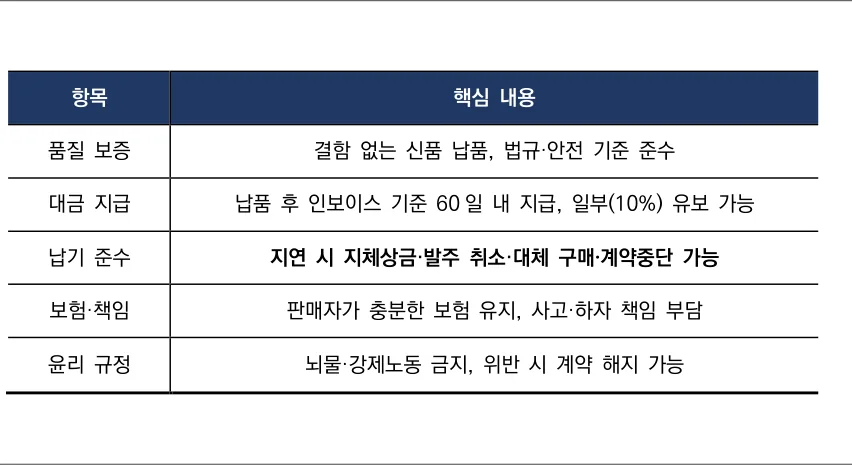 항목 핵심 내용
품질 보증 결함 없는 신품 납품, 법규·안전 기준 준수
대금 지급 납품 후 인보이스 기준 60일 내 지급, 일부(10%) 유보 가능
납기 준수 지연 시 지체상금·발주 취소·대체 구매·계약중단 가능
보험·책임 판매자가 충분한 보험 유지, 사고·하자 책임 부담
윤리 규정 뇌물·강제노동 금지, 위반 시 계약 해지 가능